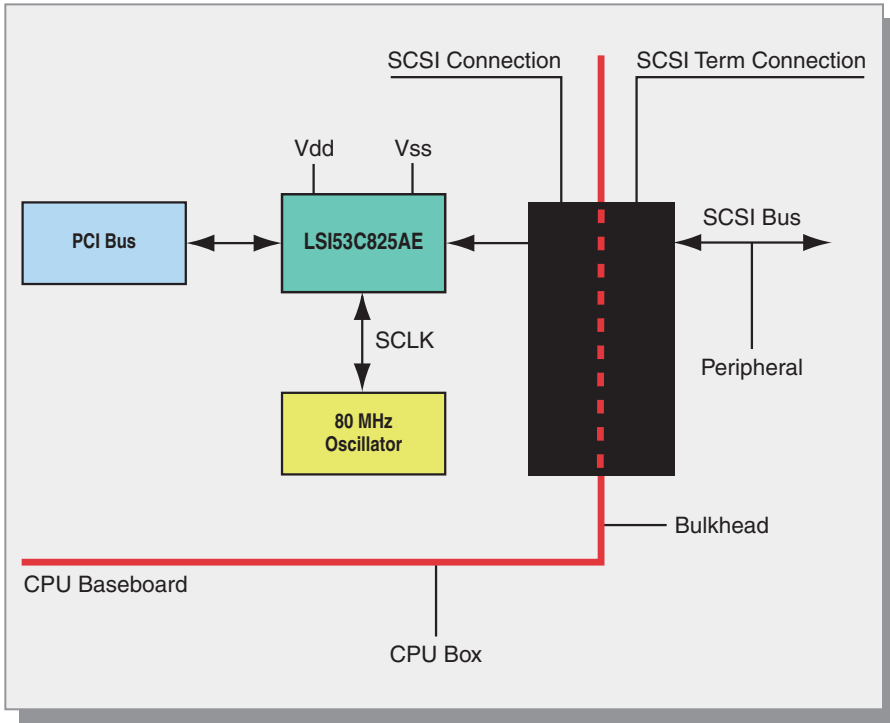 SCSI Connection
SCSI Term Connection
Vdd
Vss
SCSI Bus
PCI Bus
LSI53C825AE
SCLK
Peripheral
80 MHz
Oscillator
Bulkhead
CPU Baseboard
CPU Box